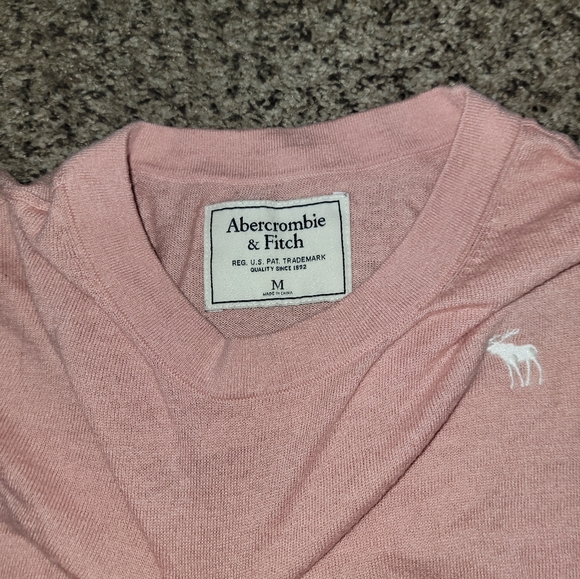 Abercrombie
& Fitch
REG. U.S. PAT. TRADEMARK
QUALITY SINCE 1892
M
MADE IN CHINA